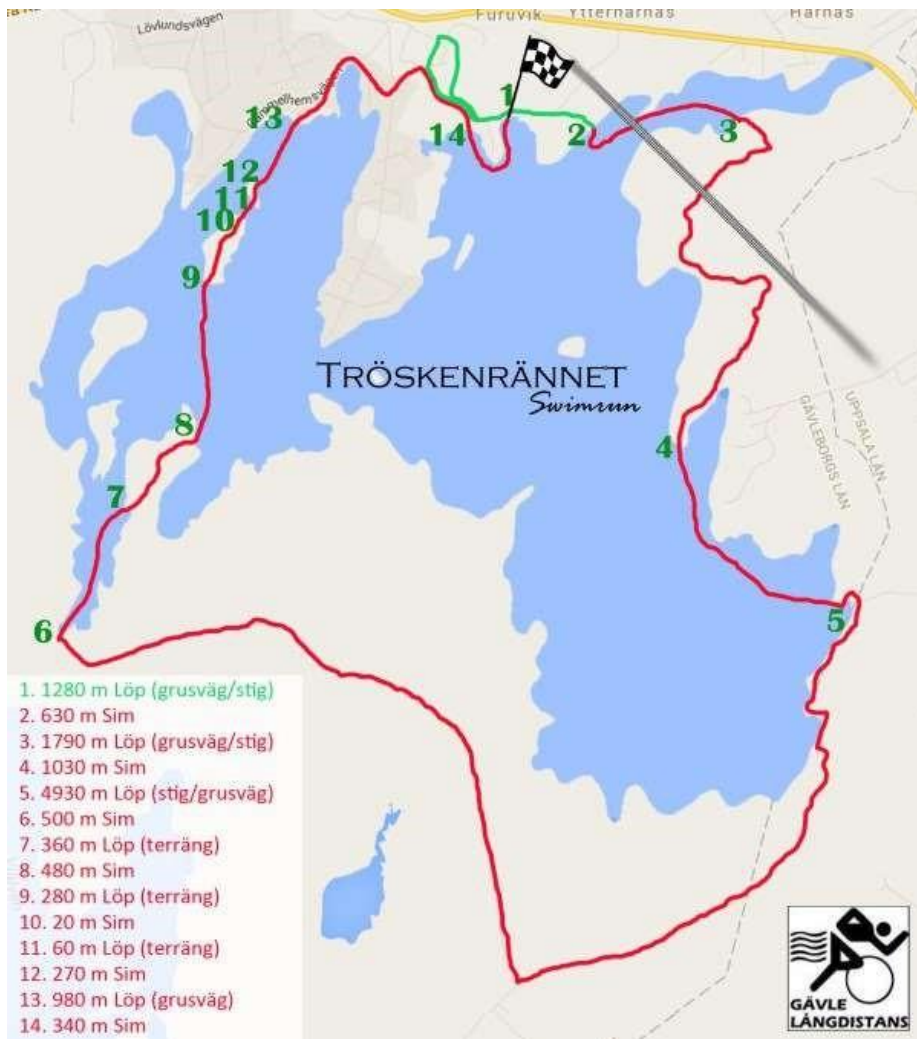 Lövlundsvägen
Furuvik
Ytterharnäs
Harnäs
1
2
3
4
5
6
7
8
9
10
11
12
13
14
TRÖSKENRÄNNET
Swimrun
GÄVLEBORGS LÄN
UPPSALA LÄN
1. 1280 m Löp (grusväg/stig)
2. 630 m Sim
3. 1790 m Löp (grusväg/stig)
4. 1030 m Sim
5. 4930 m Löp (stig/grusväg)
6. 500 m Sim
7. 360 m Löp (terräng)
8. 480 m Sim
9. 280 m Löp (terräng)
10. 20 m Sim
11. 60 m Löp (terräng)
12. 270 m Sim
13. 980 m Löp (grusväg)
14. 340 m Sim
GÄVLE
LÅNGDISTANS